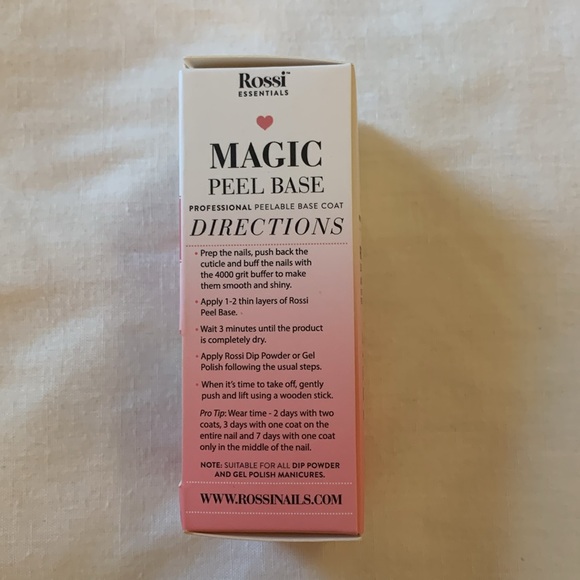 Rossi™
ESSENTIALS
MAGIC
PEEL BASE
PROFESSIONAL PEELABLE BASE COAT
DIRECTIONS
• Prep the nails, push back the
cuticle and buff the nails with
the 4000 grit buffer to make
them smooth and shiny.
• Apply 1-2 thin layers of Rossi
Peel Base.
• Wait 3 minutes until the product
is completely dry.
• Apply Rossi Dip Powder or Gel
Polish following the usual steps.
• When it's time to take off, gently
push and lift using a wooden stick.
Pro Tip: Wear time - 2 days with two
coats, 3 days with one coat on the
entire nail and 7 days with one coat
only in the middle of the nail.
NOTE: SUITABLE FOR ALL DIP POWDER
AND GEL POLISH MANICURES.
WWW.ROSSINAILS.COM